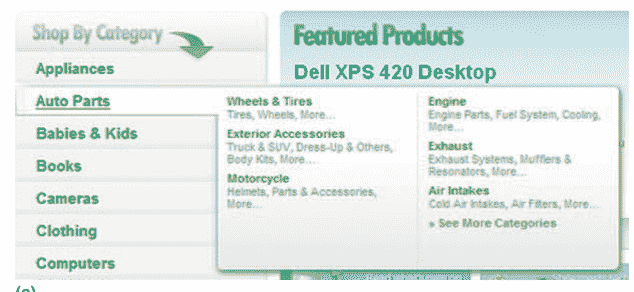 Shop By Category
Appliances
Auto Parts
Babies & Kids
Books
Cameras
Clothing
Computers
Featured Products
Dell XPS 420 Desktop
Wheels & Tires
Tires, Wheels, More...
Exterior Accessories
Truck & SUV, Dress-Up & Others,
Body Kits, More...
Motorcycle
Helmets, Parts & Accessories,
More...
Engine
Engine Parts, Fuel System, Cooling,
More...
Exhaust
Exhaust Systems, Mufflers &
Resonators, More...
Air Intakes
Cold Air Intakes, Air Filters, More...
» See More Categories